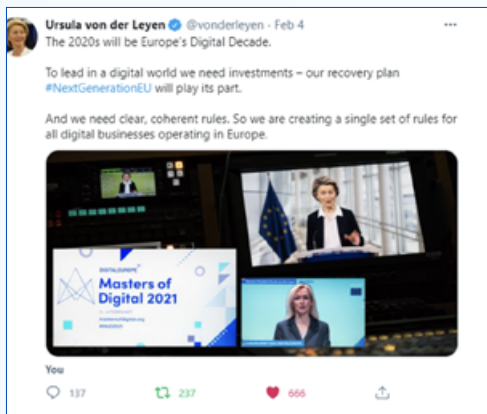 Ursula von der Leyen @vonderleyen · Feb 4
The 2020s will be Europe's Digital Decade.
To lead in a digital world we need investments – our recovery plan
#NextGenerationEU will play its part.
And we need clear, coherent rules. So we are creating a single set of rules for
all digital businesses operating in Europe.
DIGITALEUROPE
Masters of
Digital 2021
You
137
237
666